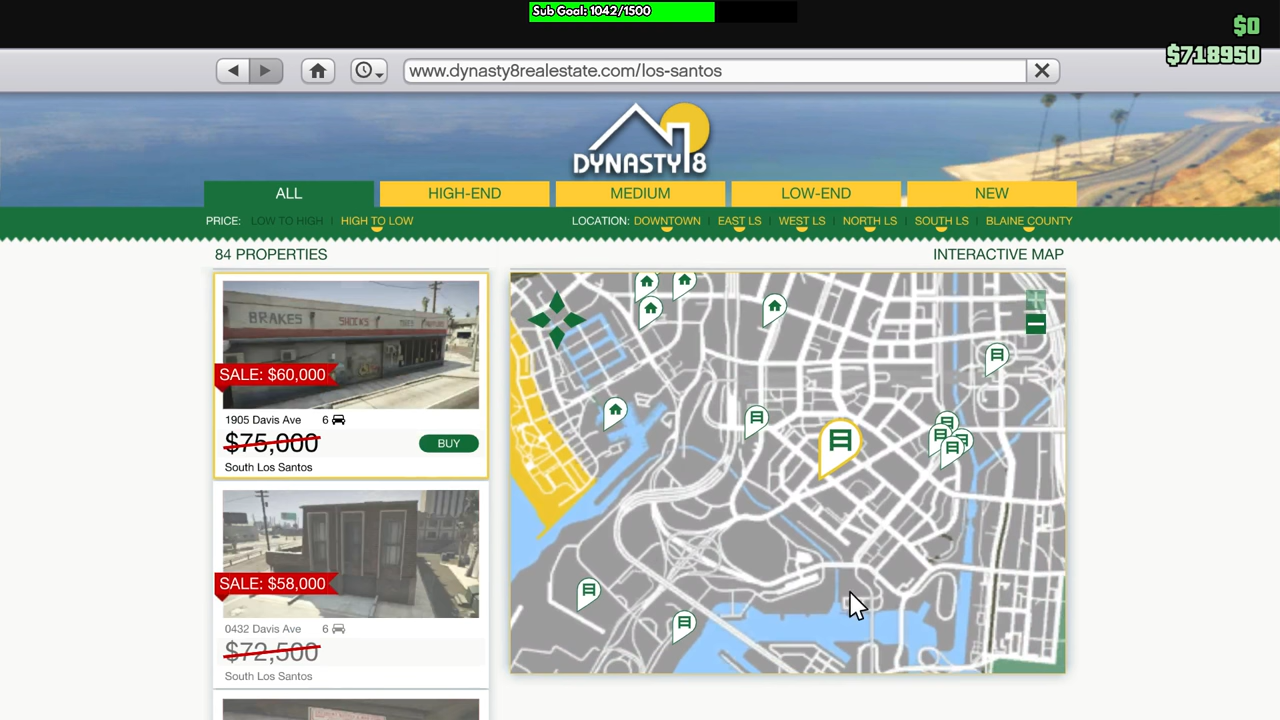 Sub Goal: 1042/1500
$0
$718950
www.dynasty8realestate.com/los-santos
DYNASTY 8
ALL
HIGH-END
MEDIUM
LOW-END
NEW
PRICE: LOW TO HIGH | HIGH TO LOW
LOCATION: DOWNTOWN | EAST LS | WEST LS | NORTH LS | SOUTH LS | BLAINE COUNTY
84 PROPERTIES
INTERACTIVE MAP
BRAKES
SHOCKS
SALE: $60,000
1905 Davis Ave 6
$75,000
BUY
South Los Santos
SALE: $58,000
0432 Davis Ave 6
$72,500
South Los Santos